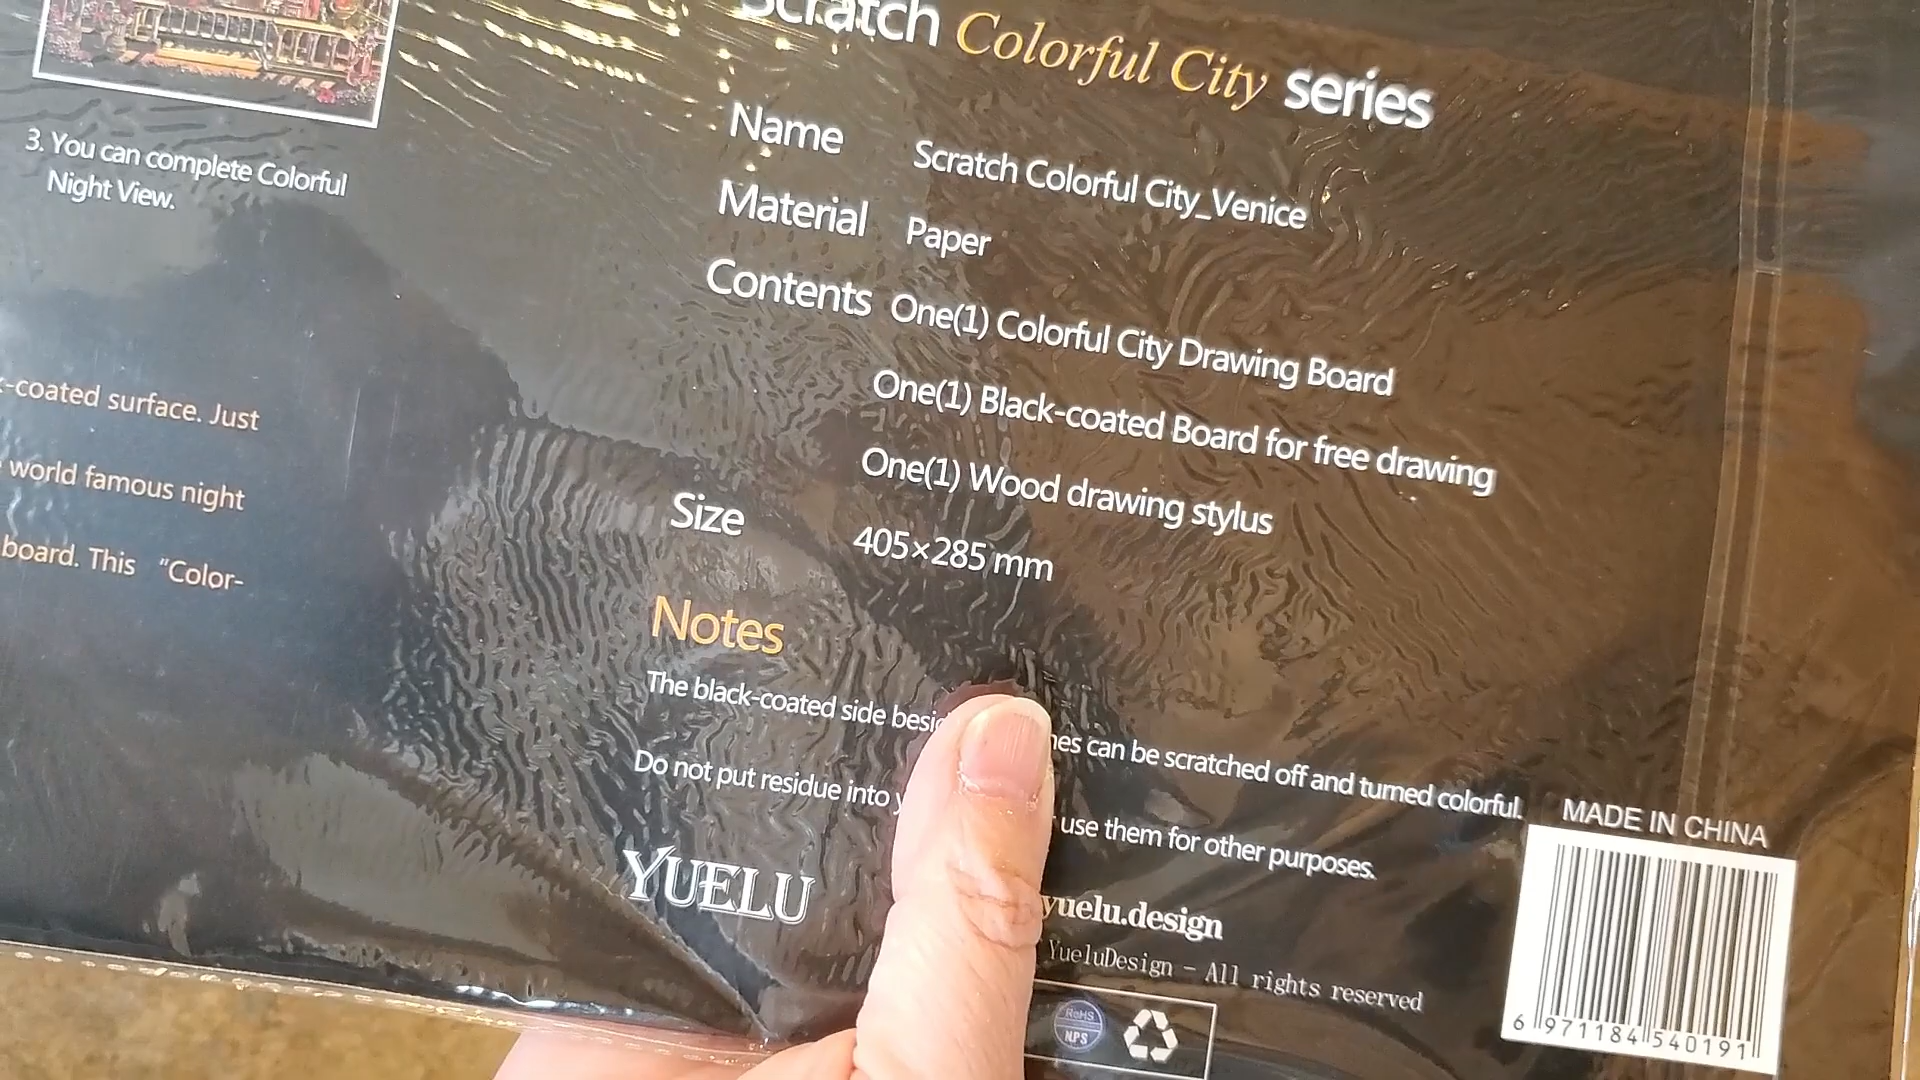 Scratch Colorful City series
Name Scratch Colorful City_Venice
Material Paper
Contents One(1) Colorful City Drawing Board
One(1) Black-coated Board for free drawing
One(1) Wood drawing stylus
Size 405×285 mm
Notes
The black-coated side can be scratched off and turned colorful.
Do not put residue into use them for other purposes.
YUELU
yuelu.design
YueluDesign - All rights reserved
RoHS
NPS
MADE IN CHINA
6 971184 540191
3. You can complete Colorful
Night View.
-coated surface. Just
world famous night
board. This "Color-